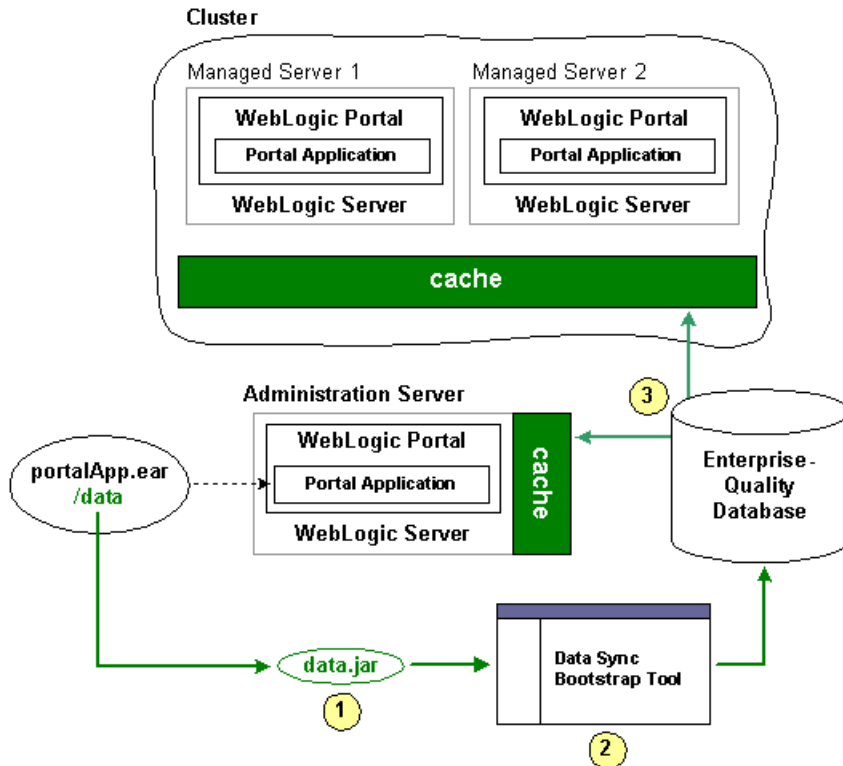 Cluster
Managed Server 1
Managed Server 2
WebLogic Portal
WebLogic Portal
Portal Application
Portal Application
WebLogic Server
WebLogic Server
cache
Administration Server
3
WebLogic Portal
Portal Application
WebLogic Server
cache
portalApp.ear
/data
Enterprise-
Quality
Database
data.jar
1
Data Sync
Bootstrap Tool
2